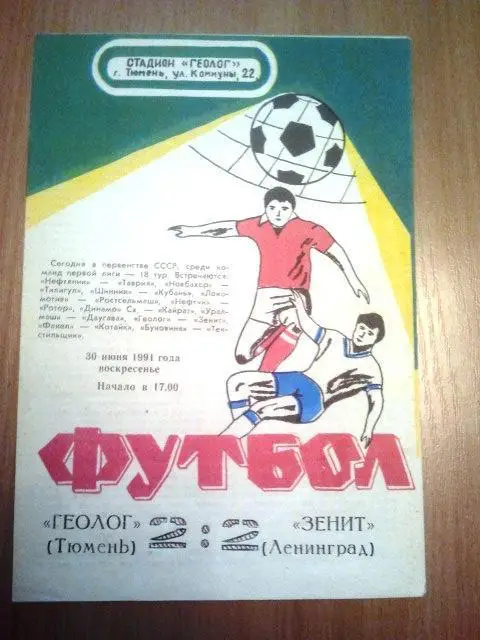 СТАДИОН «ГЕОЛОГ»
г. Тюмень, ул. Коммуны, 22
Сегодня в первенстве СССР, среди ко-
манд первой лиги — 18 тур. Встречаются:
«Нефтяник» — «Таврия», «Новбахор» —
«Тилигул», «Шинник» — «Кубань», «Локо-
мотив» — «Ростсельмаш», «Нефтчи» —
«Ротор», «Динамо» Сх. — «Кайрат», «Урал-
маш» — «Даугава», «Геолог» — «Зенит»,
«Факел» — «Котайк», «Буковина» — «Тек-
стильщик».
30 июня 1991 года
воскресенье
Начало в 17.00
ФУТБОЛ
«ГЕОЛОГ» 2:2 «ЗЕНИТ»
(Тюмень) (Ленинград)